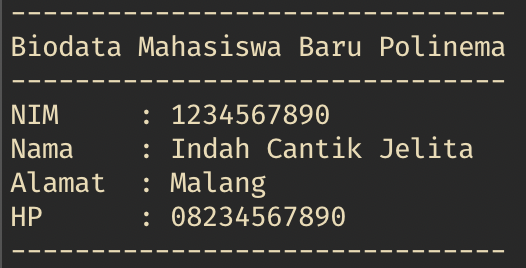 -------------------------------
Biodata Mahasiswa Baru Polinema
-------------------------------
NIM     : 1234567890
Nama    : Indah Cantik Jelita
Alamat  : Malang
HP      : 08234567890
-------------------------------